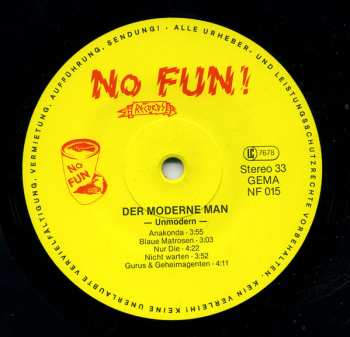 ALLE URHEBER- UND LEISTUNGSSCHUTZRECHTE VORBEHALTEN. KEIN VERLEIH! KEINE UNERLAUBTE VERVIELFÄLTIGUNG, VERMIETUNG, AUFFÜHRUNG, SENDUNG! -
No FUN!
RECORDS
NO
FUN
LC 7678
Stereo 33
GEMA
NF 015
DER MODERNE MAN
— Unmodern —
Anakonda · 3:55
Blaue Matrosen · 3:03
Nur Die · 4:22
Nicht warten · 3:52
Gurus & Geheimagenten · 4:11